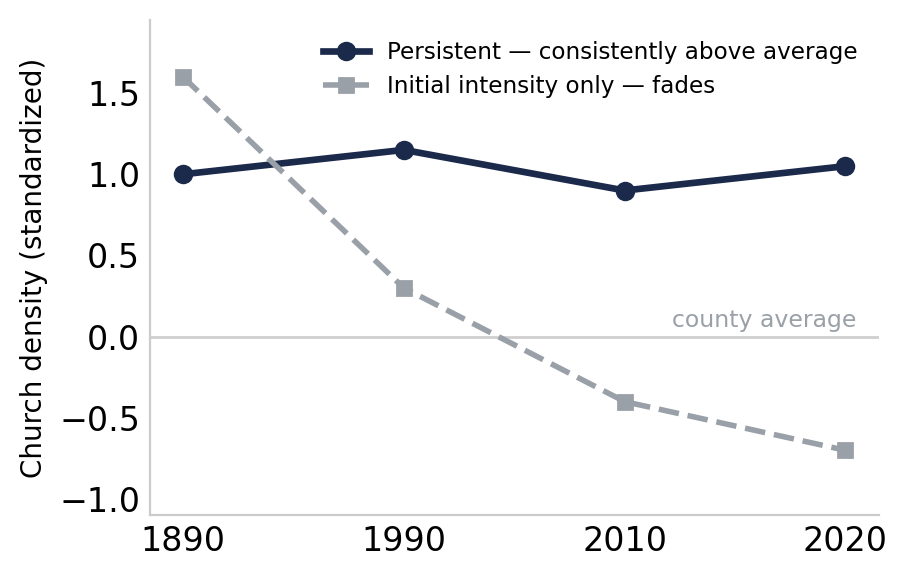 Persistent — consistently above average
Initial intensity only — fades
Church density (standardized)
1.5
1.0
0.5
0.0
−0.5
−1.0
county average
1890 1990 2010 2020